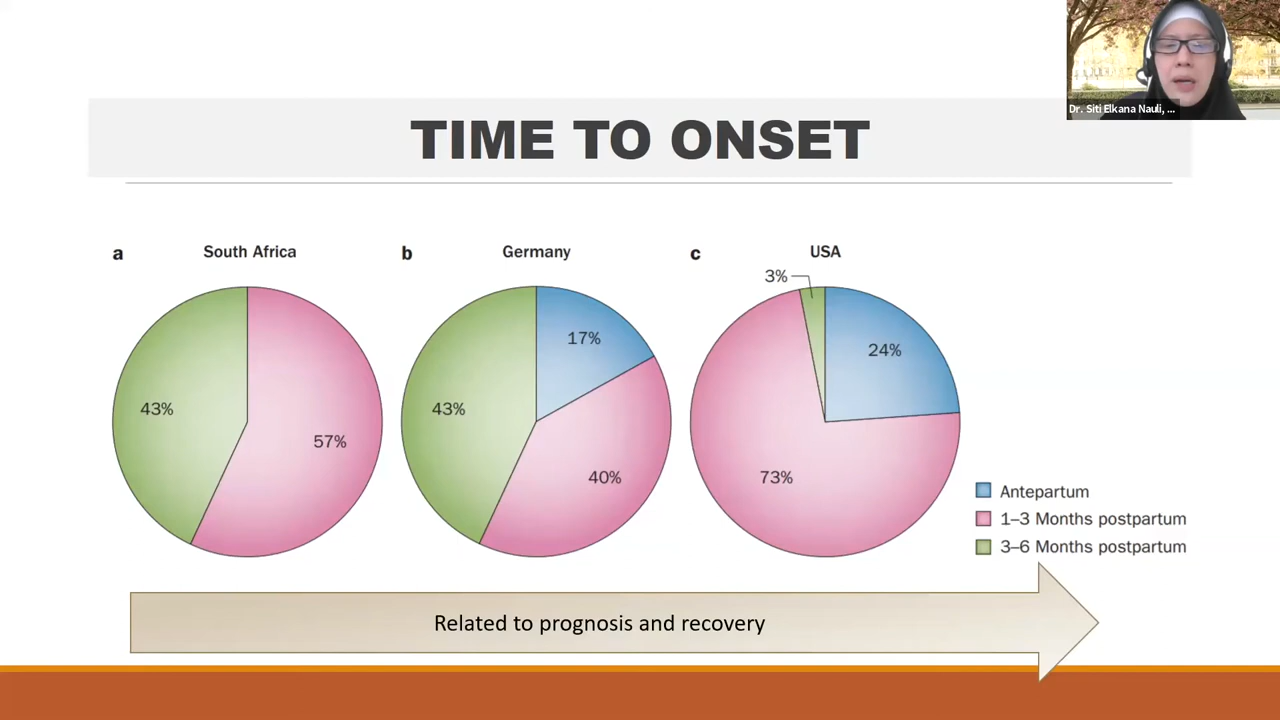 Dr. Siti Elkana Nauli, ...
TIME TO ONSET
a South Africa
43%
57%
b Germany
17%
43%
40%
c USA
3%
24%
73%
Antepartum
1–3 Months postpartum
3–6 Months postpartum
Related to prognosis and recovery